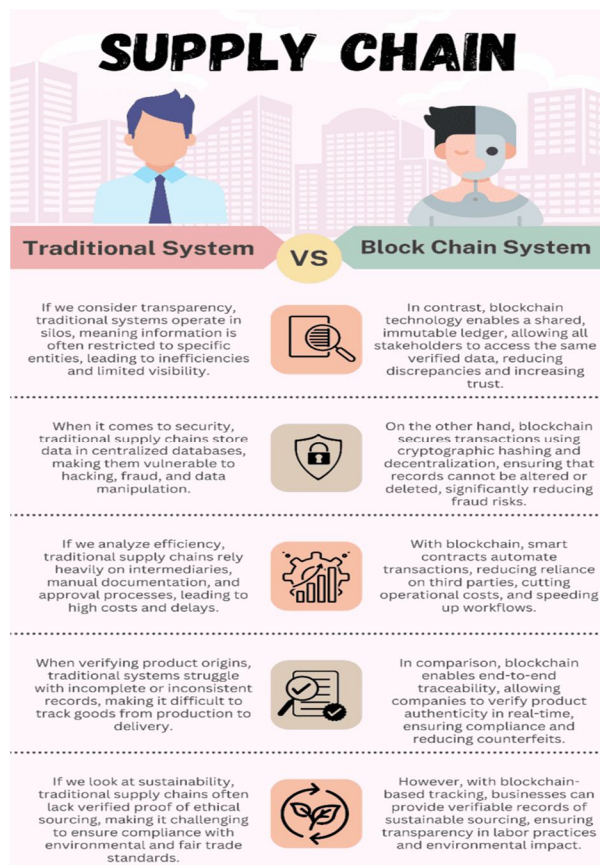 SUPPLY CHAIN
Traditional System
VS
Block Chain System
If we consider transparency,
traditional systems operate in
silos, meaning information is
often restricted to specific
entities, leading to inefficiencies
and limited visibility.
In contrast, blockchain
technology enables a shared,
immutable ledger, allowing all
stakeholders to access the same
verified data, reducing
discrepancies and increasing
trust.
When it comes to security,
traditional supply chains store
data in centralized databases,
making them vulnerable to
hacking, fraud, and data
manipulation.
On the other hand, blockchain
secures transactions using
cryptographic hashing and
decentralization, ensuring that
records cannot be altered or
deleted, significantly reducing
fraud risks.
If we analyze efficiency,
traditional supply chains rely
heavily on intermediaries,
manual documentation, and
approval processes, leading to
high costs and delays.
With blockchain, smart
contracts automate
transactions, reducing reliance
on third parties, cutting
operational costs, and speeding
up workflows.
When verifying product origins,
traditional systems struggle
with incomplete or inconsistent
records, making it difficult to
track goods from production to
delivery.
In comparison, blockchain
enables end-to-end
traceability, allowing
companies to verify product
authenticity in real-time,
ensuring compliance and
reducing counterfeits.
If we look at sustainability,
traditional supply chains often
lack verified proof of ethical
sourcing, making it challenging
to ensure compliance with
environmental and fair trade
standards.
However, with blockchain-
based tracking, businesses can
provide verifiable records of
sustainable sourcing, ensuring
transparency in labor practices
and environmental impact.